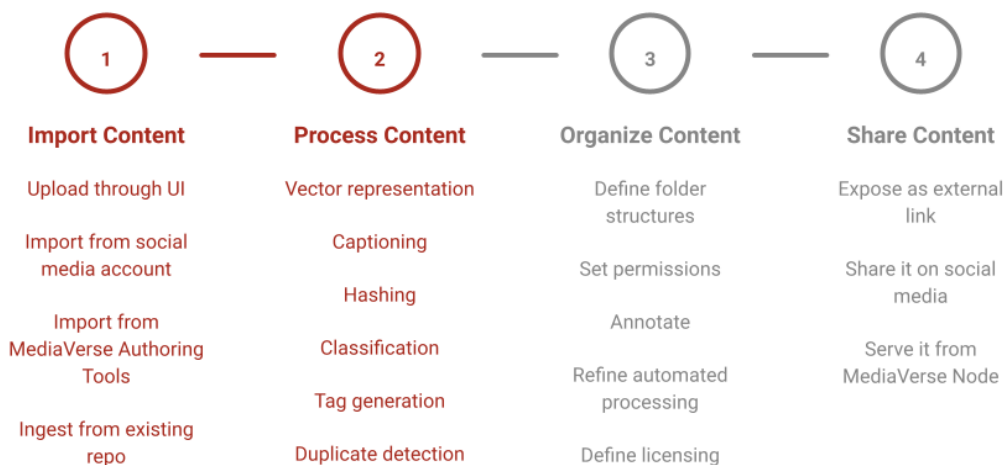 1
Import Content
Upload through UI
Import from social
media account
Import from
MediaVerse Authoring
Tools
Ingest from existing
repo
2
Process Content
Vector representation
Captioning
Hashing
Classification
Tag generation
Duplicate detection
3
Organize Content
Define folder
structures
Set permissions
Annotate
Refine automated
processing
Define licensing
4
Share Content
Expose as external
link
Share it on social
media
Serve it from
MediaVerse Node